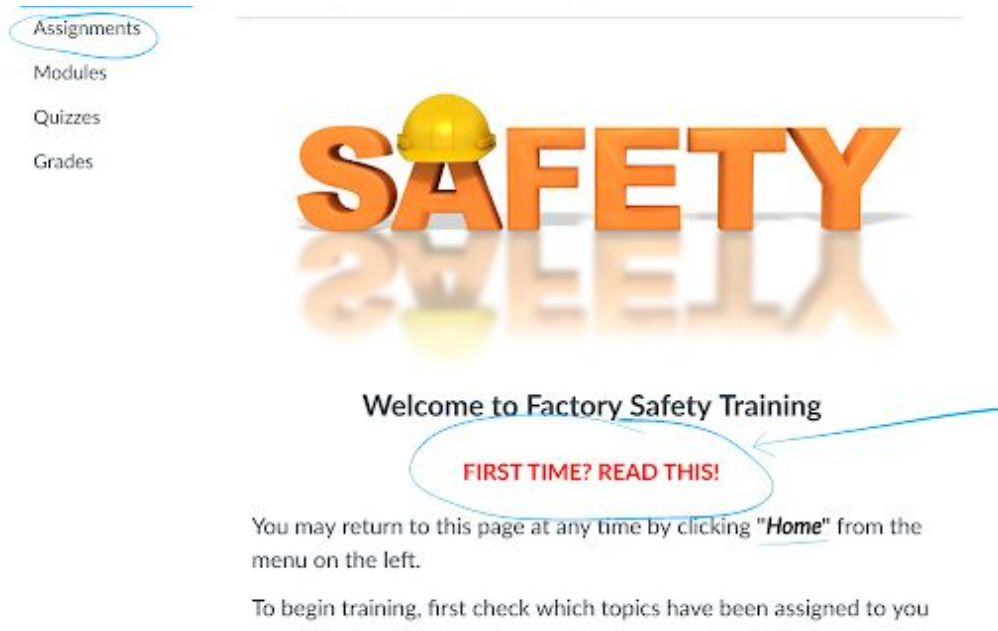 Assignments
Modules
Quizzes
Grades
SAFETY
Welcome to Factory Safety Training
FIRST TIME? READ THIS!
You may return to this page at any time by clicking "Home" from the
menu on the left.
To begin training, first check which topics have been assigned to you